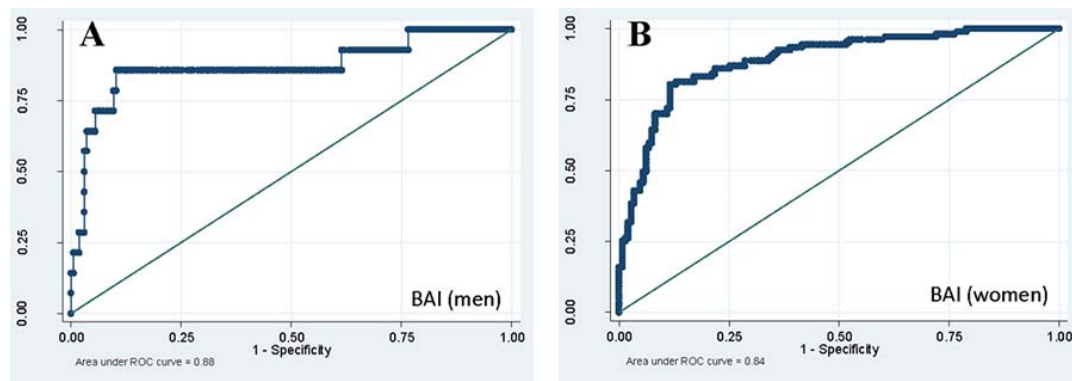 A
1.00
0.75
0.50
0.25
0.00
BAI (men)
0.00 0.25 0.50 0.75 1.00
1 - Specificity
Area under ROC curve = 0.88
B
1.00
0.75
0.50
0.25
0.00
BAI (women)
0.00 0.25 0.50 0.75 1.00
1 - Specificity
Area under ROC curve = 0.84